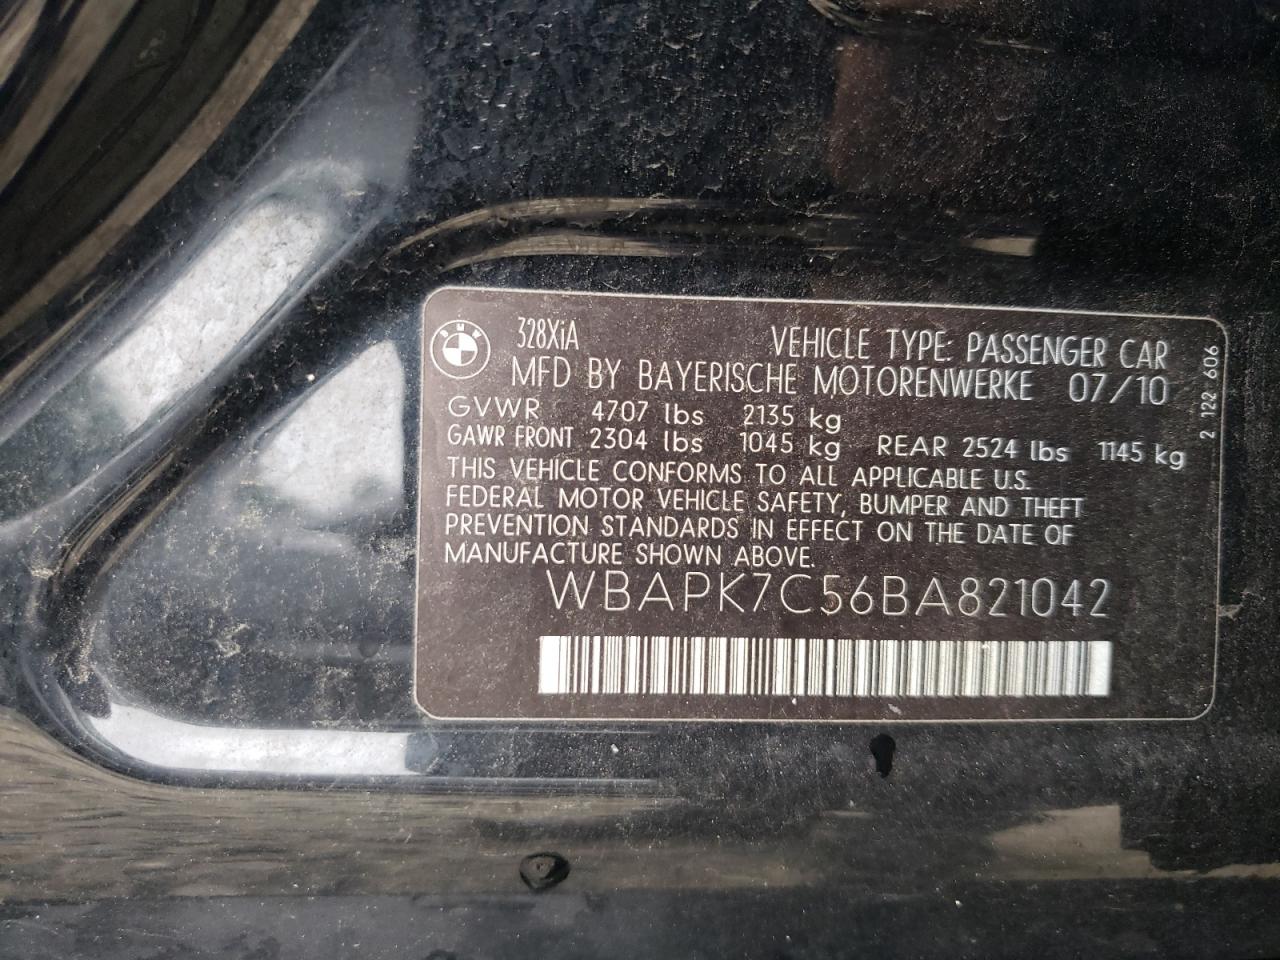 BMW
328XiA
VEHICLE TYPE: PASSENGER CAR
MFD BY BAYERISCHE MOTORENWERKE 07/10
GVWR 4707 lbs 2135 kg
GAWR FRONT 2304 lbs 1045 kg REAR 2524 lbs 1145 kg
THIS VEHICLE CONFORMS TO ALL APPLICABLE U.S.
FEDERAL MOTOR VEHICLE SAFETY, BUMPER AND THEFT
PREVENTION STANDARDS IN EFFECT ON THE DATE OF
MANUFACTURE SHOWN ABOVE.
WBAPK7C56BA821042
2 122 606